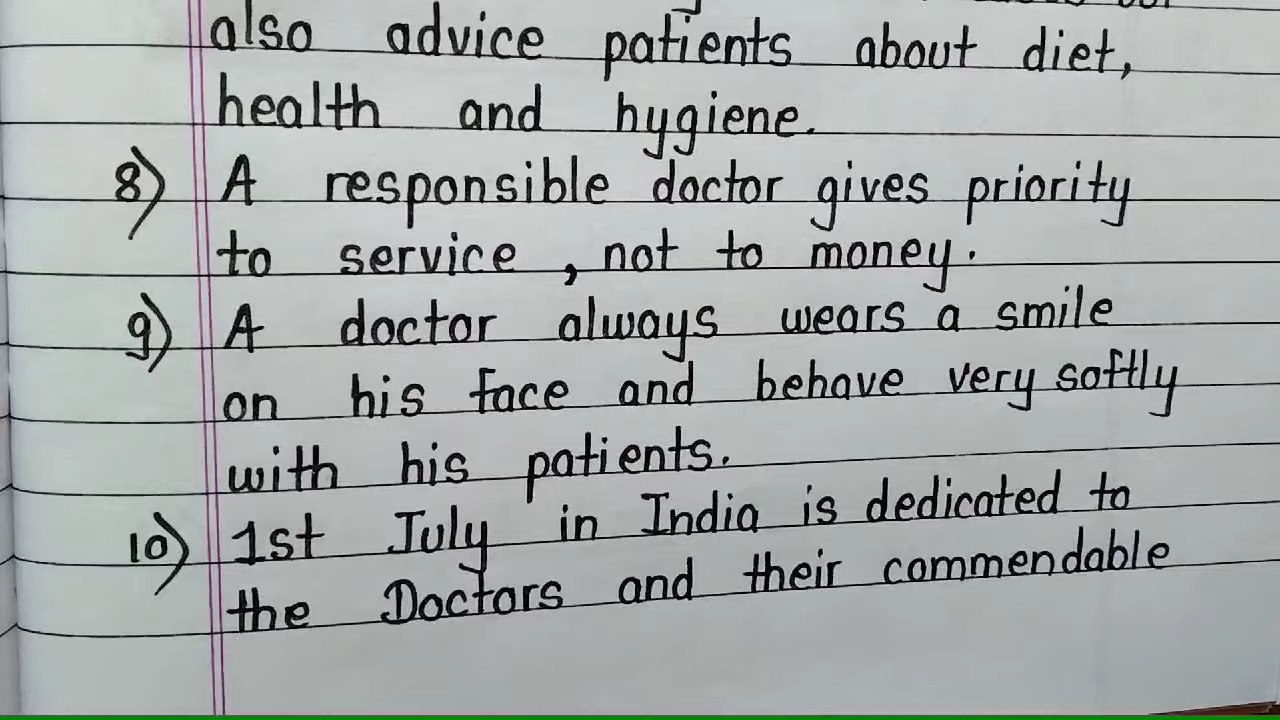 also advice patients about diet,
health and hygiene.
8) A responsible doctor gives priority
to service , not to money.
9) A doctor always wears a smile
on his face and behave very softly
with his patients.
10) 1st July in India is dedicated to
the Doctors and their commendable